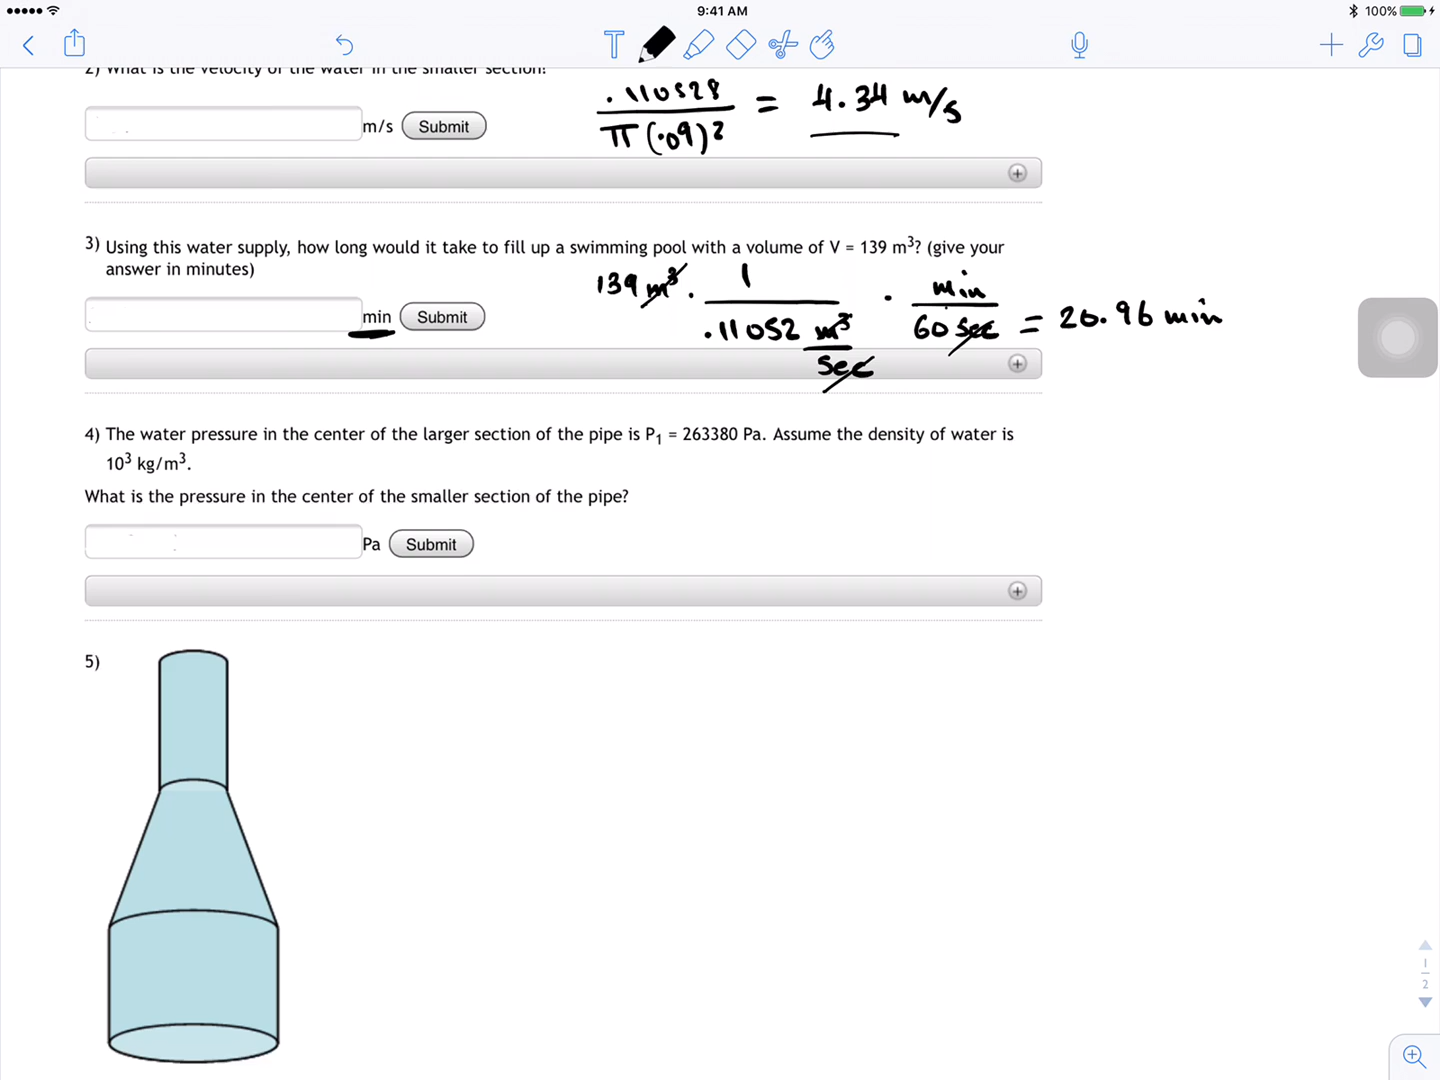 9:41 AM
100%
T
2) What is the velocity of the water in the smaller section?
m/s
Submit
.110528
π(.09)2
= 4.34 m/s
3) Using this water supply, how long would it take to fill up a swimming pool with a volume of V = 139 m³? (give your
answer in minutes)
min
Submit
139 m³ . 1
.11052 m³
sec
. min
60 sec
= 20.96 min
4) The water pressure in the center of the larger section of the pipe is P₁ = 263380 Pa. Assume the density of water is
10³ kg/m³.
What is the pressure in the center of the smaller section of the pipe?
Pa
Submit
5)
1
2